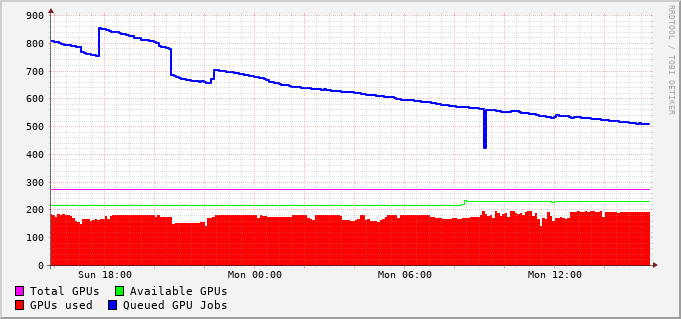 900
800
700
600
500
400
300
200
100
0
Sun 18:00 Mon 00:00 Mon 06:00 Mon 12:00
Total GPUs Available GPUs
GPUs used Queued GPU Jobs
RRDTOOL / TOBI OETIKER